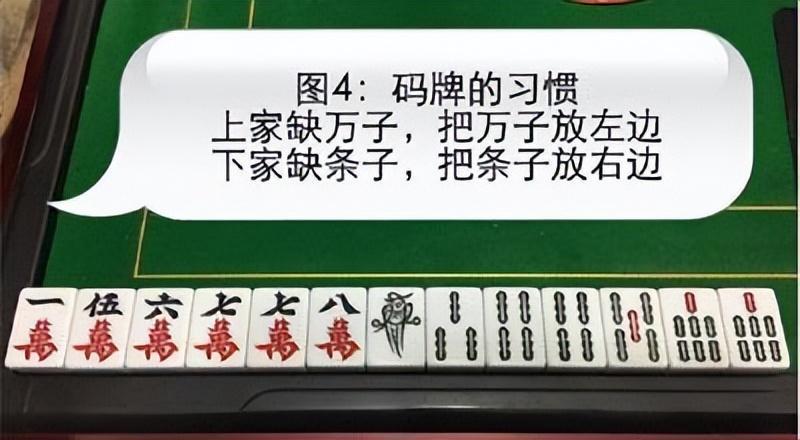 图4：码牌的习惯
上家缺万子，把万子放左边
下家缺条子，把条子放右边
一 伍 六 七 七 八
萬 萬 萬 萬 萬 萬